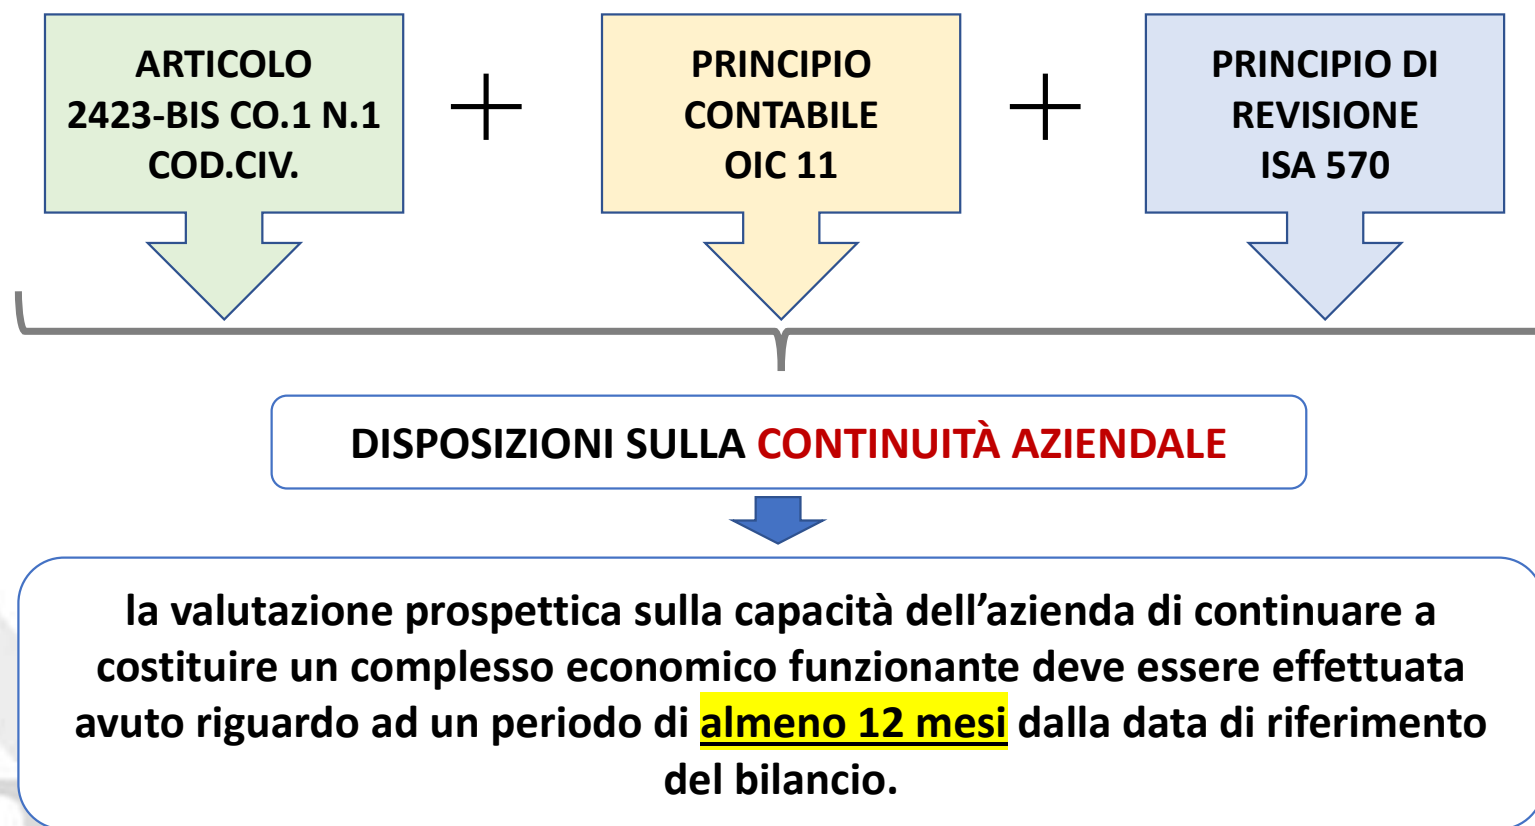 ARTICOLO
2423-BIS CO.1 N.1
COD.CIV.
+
PRINCIPIO
CONTABILE
OIC 11
+
PRINCIPIO DI
REVISIONE
ISA 570
DISPOSIZIONI SULLA CONTINUITÀ AZIENDALE
la valutazione prospettica sulla capacità dell’azienda di continuare a
costituire un complesso economico funzionante deve essere effettuata
avuto riguardo ad un periodo di almeno 12 mesi dalla data di riferimento
del bilancio.